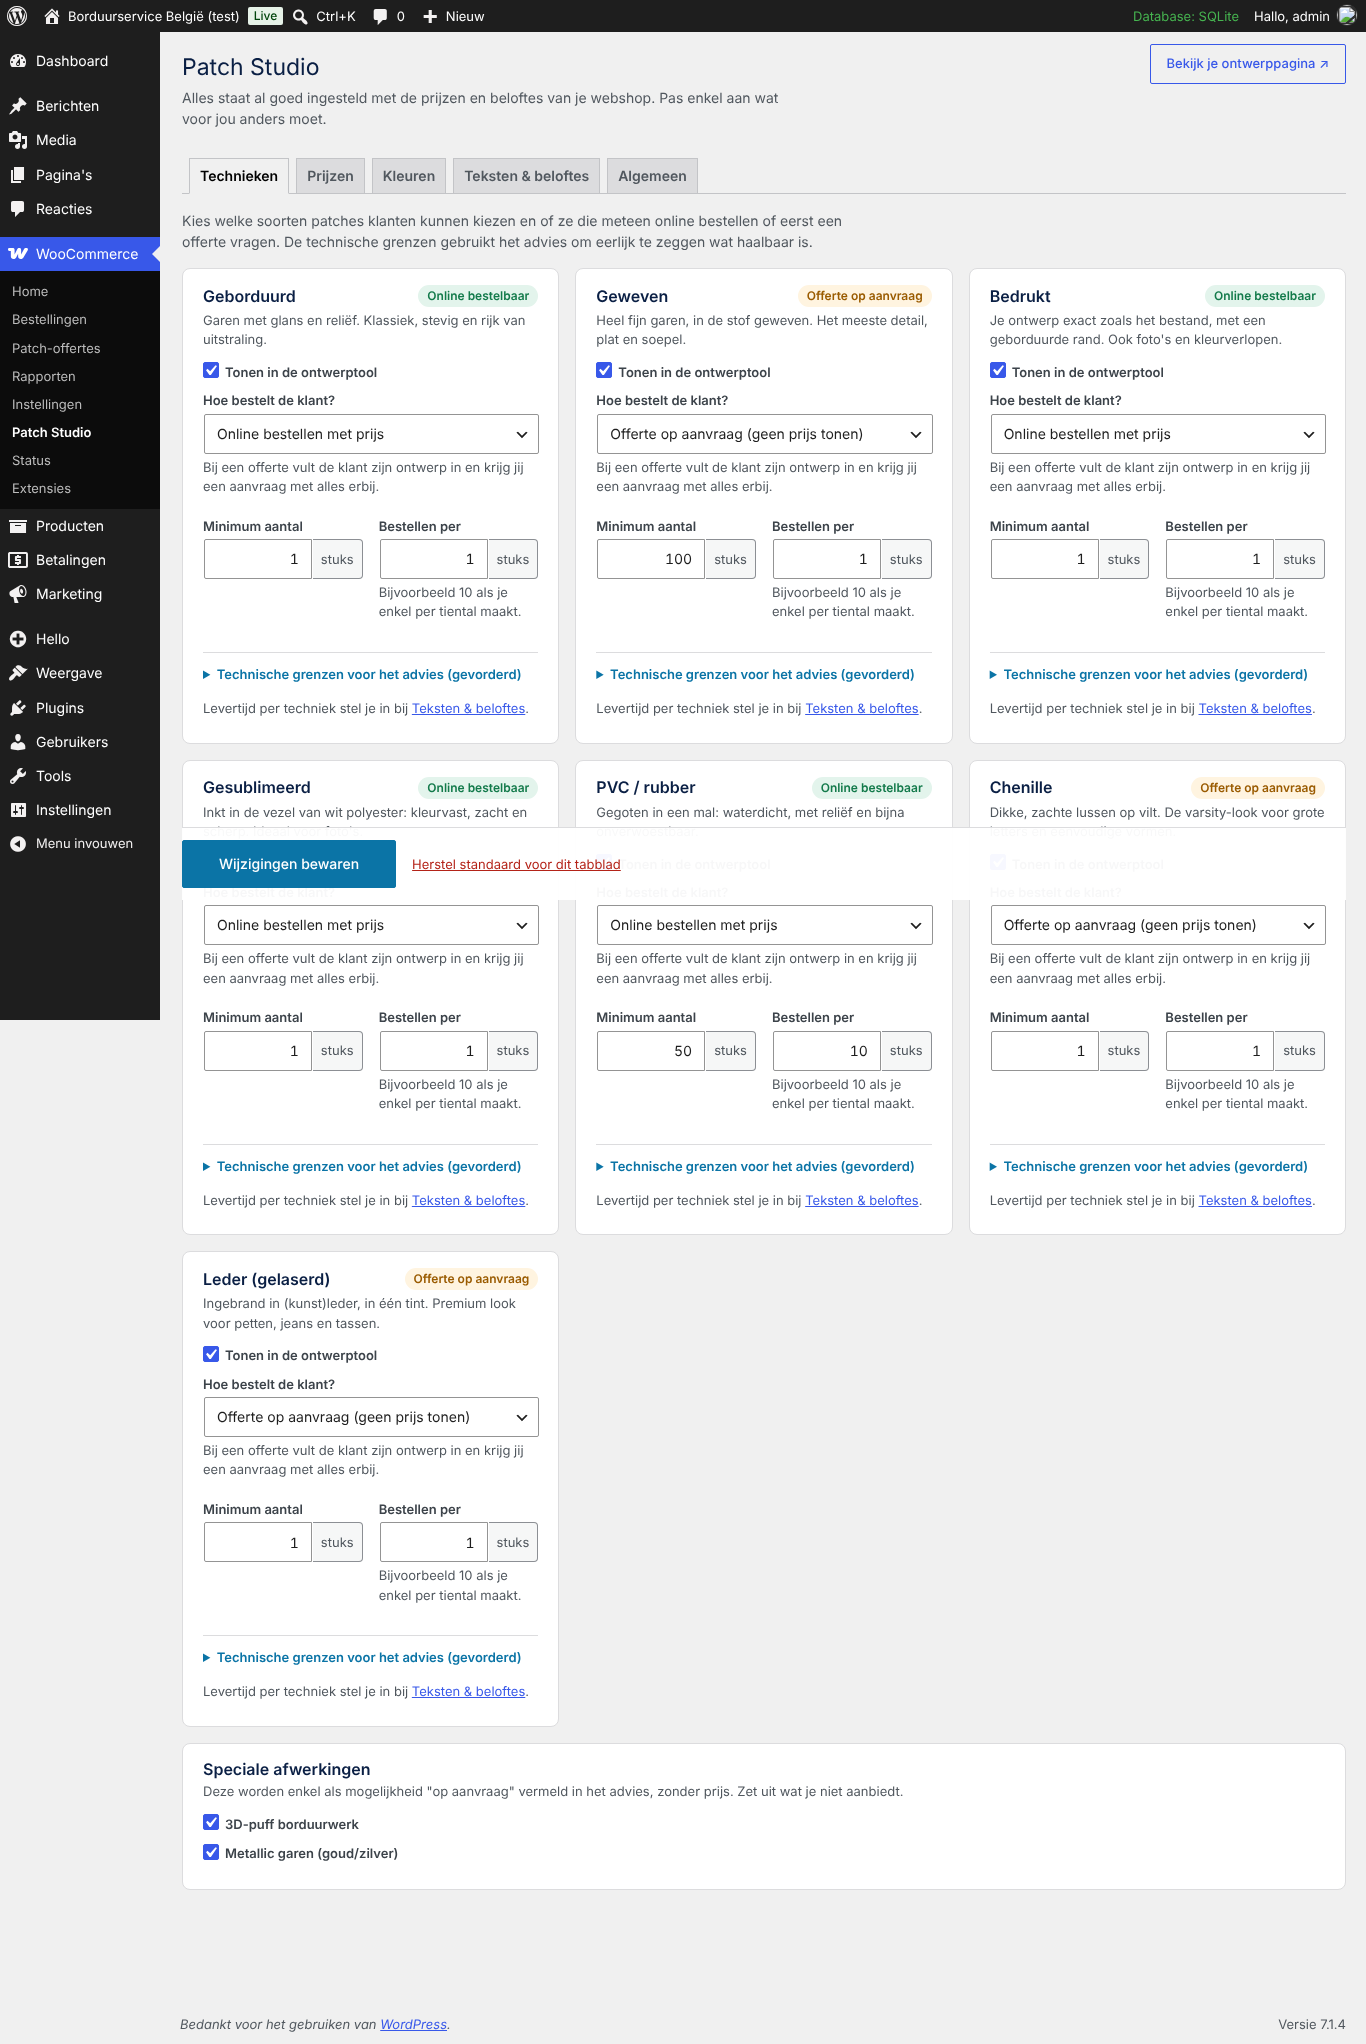 Borduurservice België (test) Live Ctrl+K 0 Nieuw Database: SQLite Hallo, admin
Dashboard
Berichten
Media
Pagina's
Reacties
WooCommerce
Home
Bestellingen
Patch-offertes
Rapporten
Instellingen
Patch Studio
Status
Extensies
Producten
Betalingen
Marketing
Hello
Weergave
Plugins
Gebruikers
Tools
Instellingen
Menu invouwen
Patch Studio
Bekijk je ontwerppagina ↗
Alles staat al goed ingesteld met de prijzen en beloftes van je webshop. Pas enkel aan wat
voor jou anders moet.
Technieken Prijzen Kleuren Teksten & beloftes Algemeen
Kies welke soorten patches klanten kunnen kiezen en of ze die meteen online bestellen of eerst een
offerte vragen. De technische grenzen gebruikt het advies om eerlijk te zeggen wat haalbaar is.
Geborduurd Online bestelbaar
Garen met glans en reliëf. Klassiek, stevig en rijk van
uitstraling.
Tonen in de ontwerptool
Hoe bestelt de klant?
Online bestellen met prijs
Bij een offerte vult de klant zijn ontwerp in en krijg jij
een aanvraag met alles erbij.
Minimum aantal Bestellen per
1 stuks 1 stuks
Bijvoorbeeld 10 als je
enkel per tiental maakt.
Technische grenzen voor het advies (gevorderd)
Levertijd per techniek stel je in bij Teksten & beloftes.
Geweven Offerte op aanvraag
Heel fijn garen, in de stof geweven. Het meeste detail,
plat en soepel.
Tonen in de ontwerptool
Hoe bestelt de klant?
Offerte op aanvraag (geen prijs tonen)
Bij een offerte vult de klant zijn ontwerp in en krijg jij
een aanvraag met alles erbij.
Minimum aantal Bestellen per
100 stuks 1 stuks
Bijvoorbeeld 10 als je
enkel per tiental maakt.
Technische grenzen voor het advies (gevorderd)
Levertijd per techniek stel je in bij Teksten & beloftes.
Bedrukt Online bestelbaar
Je ontwerp exact zoals het bestand, met een
geborduurde rand. Ook foto's en kleurverlopen.
Tonen in de ontwerptool
Hoe bestelt de klant?
Online bestellen met prijs
Bij een offerte vult de klant zijn ontwerp in en krijg jij
een aanvraag met alles erbij.
Minimum aantal Bestellen per
1 stuks 1 stuks
Bijvoorbeeld 10 als je
enkel per tiental maakt.
Technische grenzen voor het advies (gevorderd)
Levertijd per techniek stel je in bij Teksten & beloftes.
Gesublimeerd Online bestelbaar
Inkt in de vezel van wit polyester: kleurvast, zacht en
Wijzigingen bewaren Herstel standaard voor dit tabblad
Hoe bestelt de klant?
Online bestellen met prijs
Bij een offerte vult de klant zijn ontwerp in en krijg jij
een aanvraag met alles erbij.
Minimum aantal Bestellen per
1 stuks 1 stuks
Bijvoorbeeld 10 als je
enkel per tiental maakt.
Technische grenzen voor het advies (gevorderd)
Levertijd per techniek stel je in bij Teksten & beloftes.
PVC / rubber Online bestelbaar
Gegoten in een mal: waterdicht, met reliëf en bijna
Tonen in de ontwerptool
Hoe bestelt de klant?
Online bestellen met prijs
Bij een offerte vult de klant zijn ontwerp in en krijg jij
een aanvraag met alles erbij.
Minimum aantal Bestellen per
50 stuks 10 stuks
Bijvoorbeeld 10 als je
enkel per tiental maakt.
Technische grenzen voor het advies (gevorderd)
Levertijd per techniek stel je in bij Teksten & beloftes.
Chenille Offerte op aanvraag
Dikke, zachte lussen op vilt. De varsity-look voor grote
Tonen in de ontwerptool
Hoe bestelt de klant?
Offerte op aanvraag (geen prijs tonen)
Bij een offerte vult de klant zijn ontwerp in en krijg jij
een aanvraag met alles erbij.
Minimum aantal Bestellen per
1 stuks 1 stuks
Bijvoorbeeld 10 als je
enkel per tiental maakt.
Technische grenzen voor het advies (gevorderd)
Levertijd per techniek stel je in bij Teksten & beloftes.
Leder (gelaserd) Offerte op aanvraag
Ingebrand in (kunst)leder, in één tint. Premium look
voor petten, jeans en tassen.
Tonen in de ontwerptool
Hoe bestelt de klant?
Offerte op aanvraag (geen prijs tonen)
Bij een offerte vult de klant zijn ontwerp in en krijg jij
een aanvraag met alles erbij.
Minimum aantal Bestellen per
1 stuks 1 stuks
Bijvoorbeeld 10 als je
enkel per tiental maakt.
Technische grenzen voor het advies (gevorderd)
Levertijd per techniek stel je in bij Teksten & beloftes.
Speciale afwerkingen
Deze worden enkel als mogelijkheid "op aanvraag" vermeld in het advies, zonder prijs. Zet uit wat je niet aanbiedt.
3D-puff borduurwerk
Metallic garen (goud/zilver)
Bedankt voor het gebruiken van WordPress. Versie 7.1.4